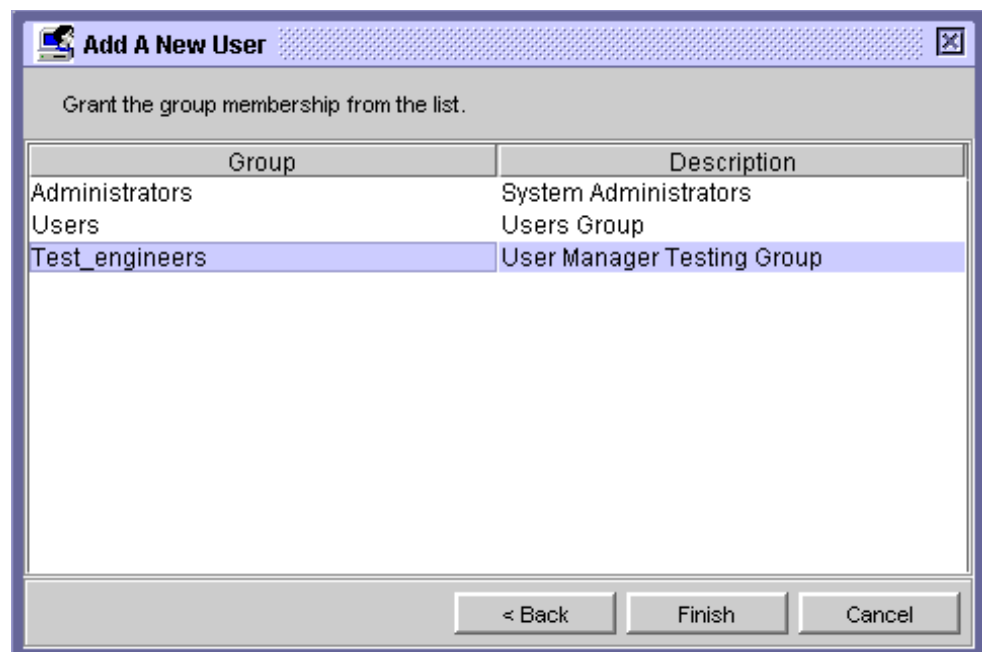 Add A New User
Grant the group membership from the list.
Group Description
Administrators System Administrators
Users Users Group
Test_engineers User Manager Testing Group
< Back Finish Cancel